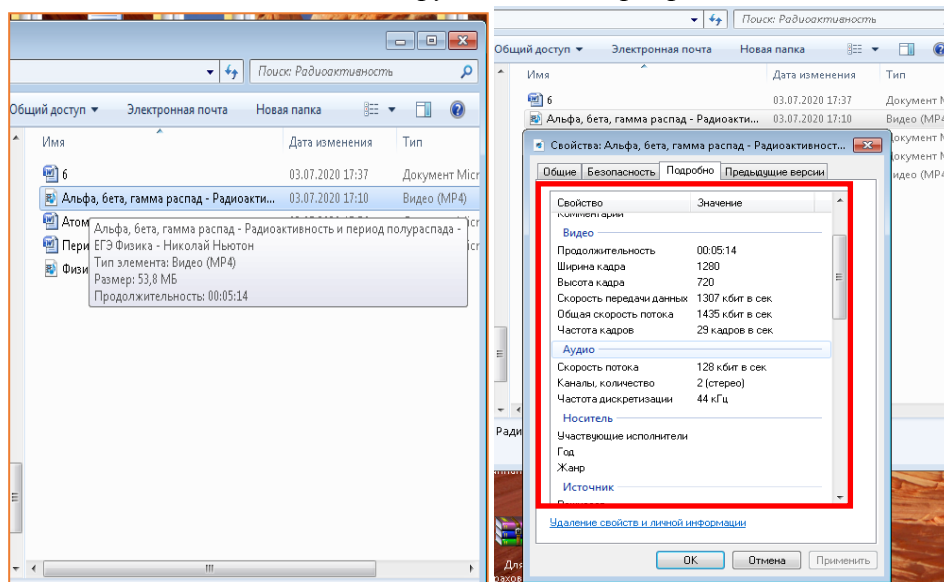 Поиск: Радиоактивность
Общий доступ ▾ Электронная почта Новая папка
Имя Дата изменения Тип
6 03.07.2020 17:37 Документ Micr
Альфа, бета, гамма распад - Радиоакти... 03.07.2020 17:10 Видео (MP4)
Атом
Пери
Физи
Альфа, бета, гамма распад - Радиоактивность и период полураспада -
ЕГЭ Физика - Николай Ньютон
Тип элемента: Видео (MP4)
Размер: 53,8 МБ
Продолжительность: 00:05:14
Поиск: Радиоактивность
Общий доступ ▾ Электронная почта Новая папка
Имя Дата изменения Тип
6 03.07.2020 17:37 Документ M
Альфа, бета, гамма распад - Радиоакти... 03.07.2020 17:10 Видео (MP4
Свойства: Альфа, бета, гамма распад - Радиоактивност...
Общие Безопасность Подробно Предыдущие версии
Свойство Значение
Комментарии
Видео
Продолжительность 00:05:14
Ширина кадра 1280
Высота кадра 720
Скорость передачи данных 1307 кбит в сек
Общая скорость потока 1435 кбит в сек
Частота кадров 29 кадров в сек
Аудио
Скорость потока 128 кбит в сек
Каналы, количество 2 (стерео)
Частота дискретизации 44 кГц
Носитель
Участвующие исполнители
Год
Жанр
Источник
Удаление свойств и личной информации
OK Отмена Применить
Ради
Для